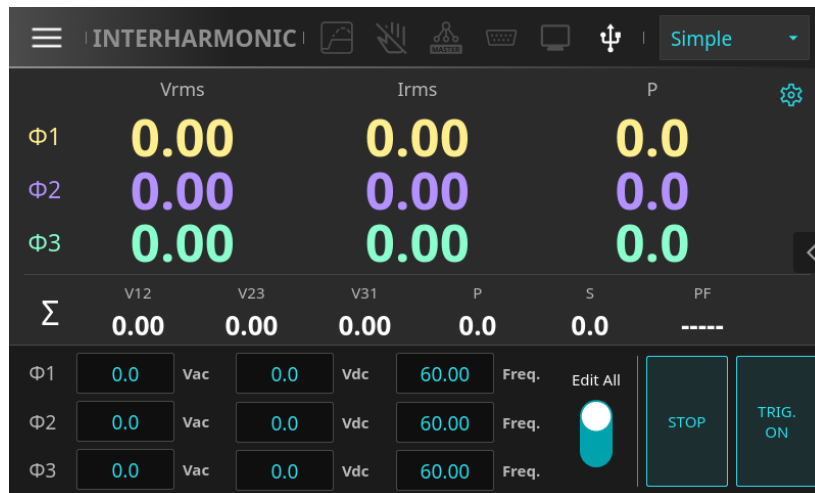 INTERHARMONIC MASTER Simple
Vrms Irms P
Φ1 0.00 0.00 0.0
Φ2 0.00 0.00 0.0
Φ3 0.00 0.00 0.0
V12 V23 V31 P S PF
Σ 0.00 0.00 0.00 0.0 0.0 -----
Φ1 0.0 Vac 0.0 Vdc 60.00 Freq. Edit All
Φ2 0.0 Vac 0.0 Vdc 60.00 Freq. STOP TRIG. ON
Φ3 0.0 Vac 0.0 Vdc 60.00 Freq.